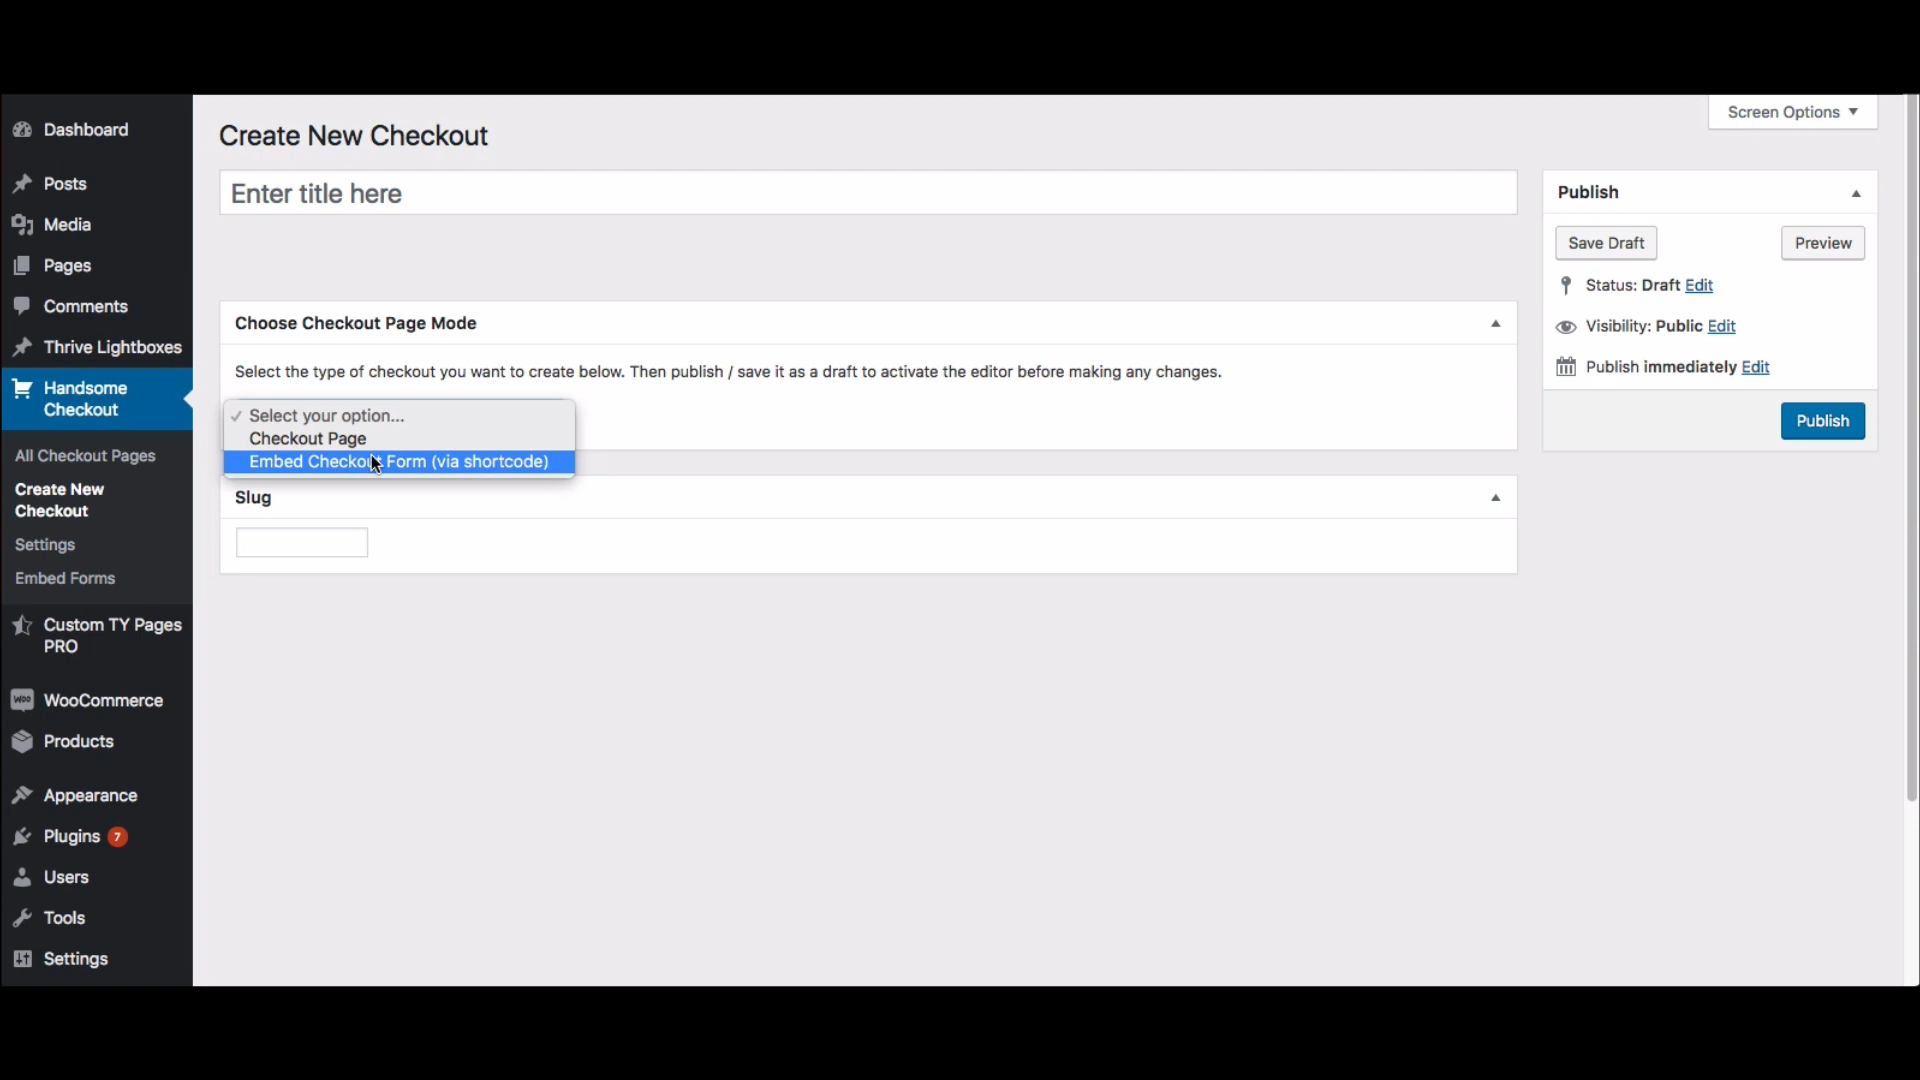 Screen Options
Dashboard
Posts
Media
Pages
Comments
Thrive Lightboxes
Handsome
Checkout
All Checkout Pages
Create New
Checkout
Settings
Embed Forms
Custom TY Pages
PRO
WOO
WooCommerce
Products
Appearance
Plugins 7
Users
Tools
Settings
Create New Checkout
Enter title here
Choose Checkout Page Mode
Select the type of checkout you want to create below. Then publish / save it as a draft to activate the editor before making any changes.
✓ Select your option...
Checkout Page
Embed Checkout Form (via shortcode)
Slug
Publish
Save Draft
Preview
Status: Draft Edit
Visibility: Public Edit
Publish immediately Edit
Publish